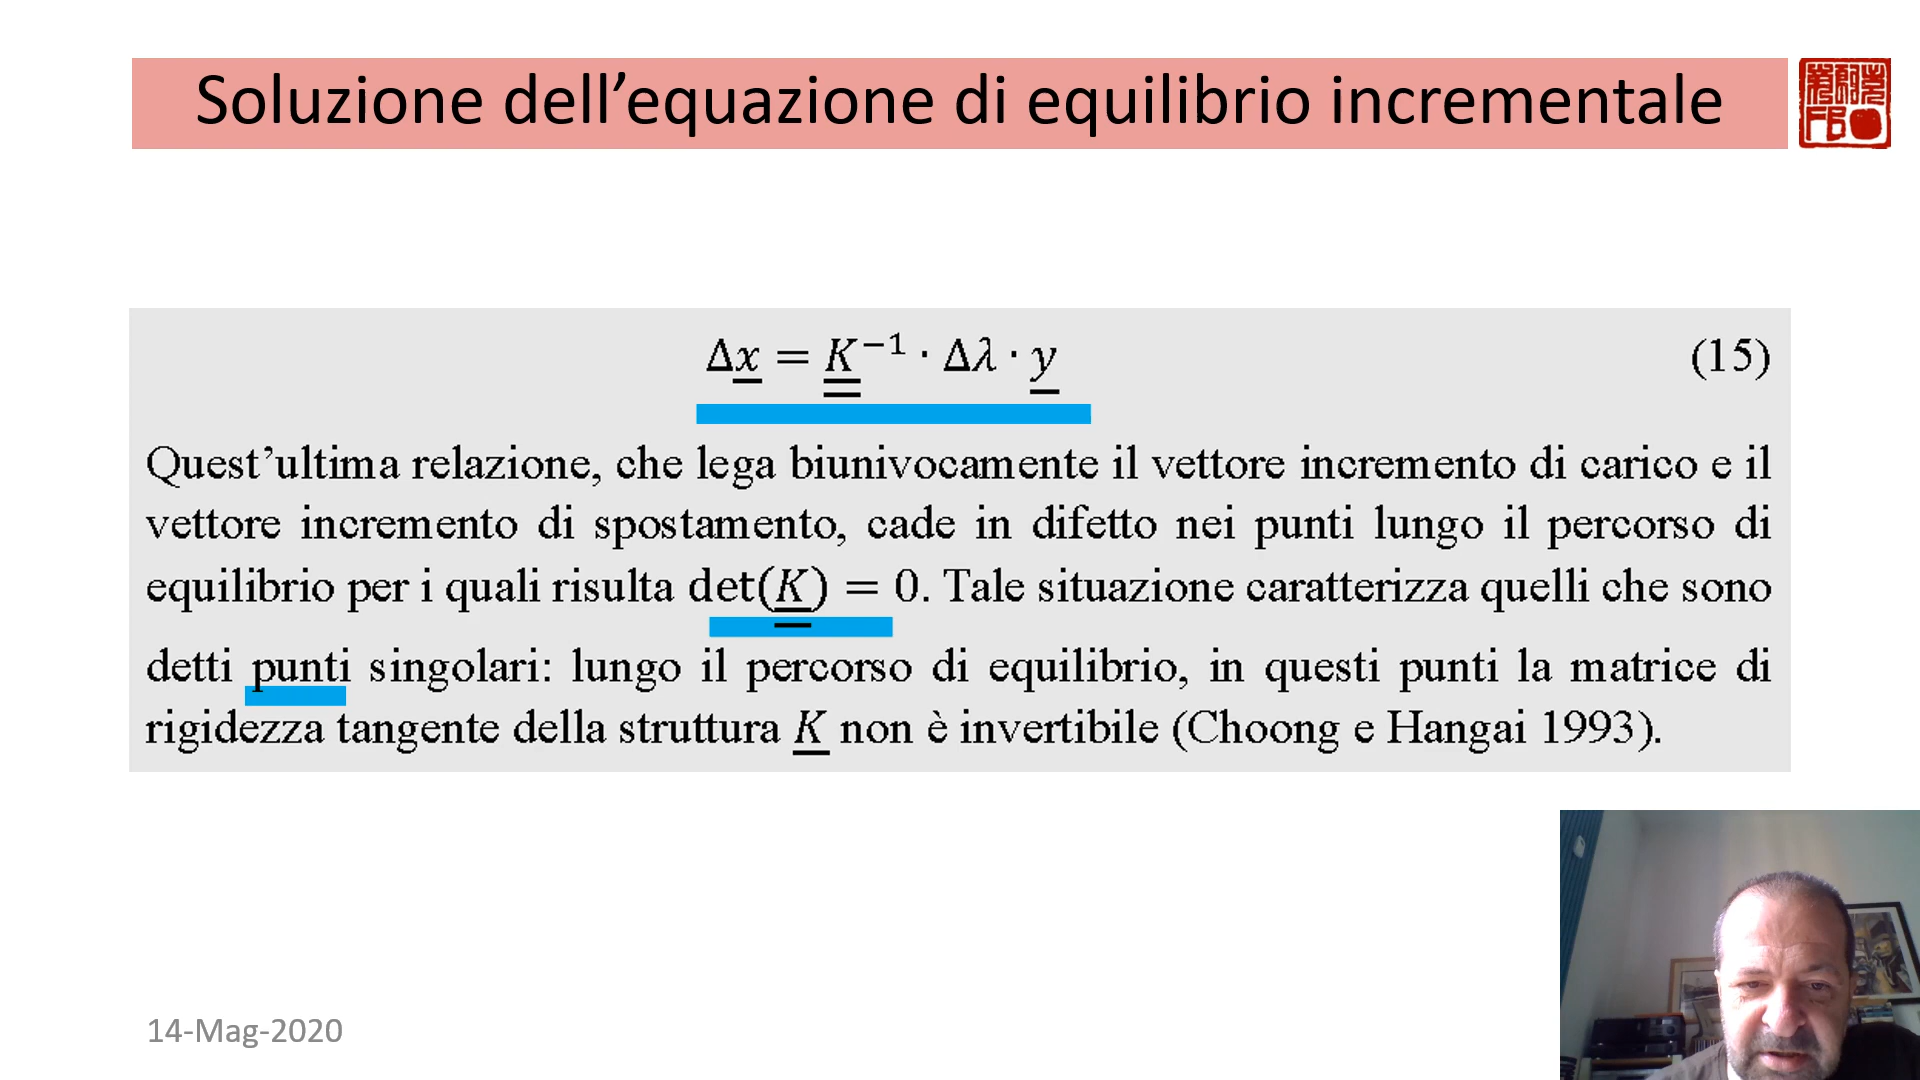 Soluzione dell’equazione di equilibrio incrementale
Δx = K⁻¹ · Δλ · y (15)
Quest’ultima relazione, che lega biunivocamente il vettore incremento di carico e il
vettore incremento di spostamento, cade in difetto nei punti lungo il percorso di
equilibrio per i quali risulta det(K) = 0. Tale situazione caratterizza quelli che sono
detti punti singolari: lungo il percorso di equilibrio, in questi punti la matrice di
rigidezza tangente della struttura K non è invertibile (Choong e Hangai 1993).
14-Mag-2020